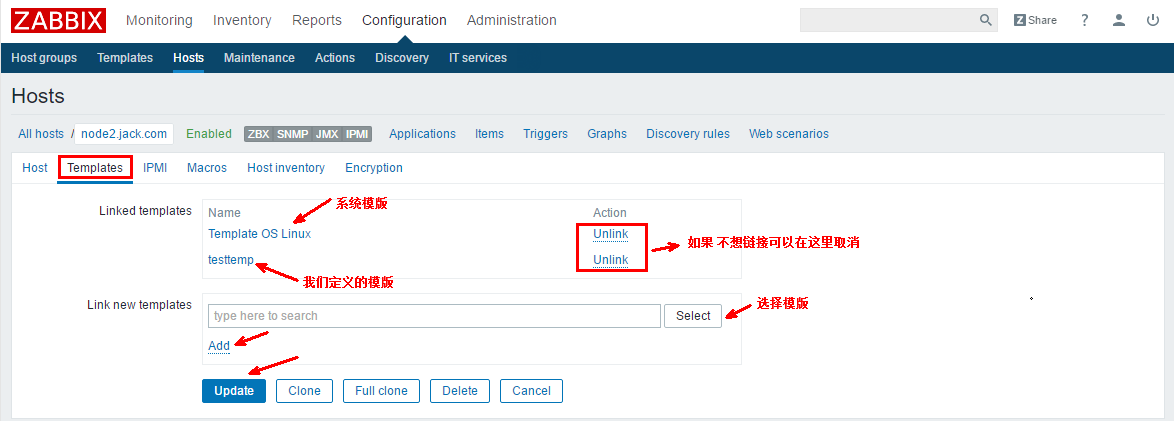 ZABBIX Monitoring Inventory Reports Configuration Administration Z Share ?
Host groups Templates Hosts Maintenance Actions Discovery IT services
Hosts
All hosts / node2.jack.com Enabled ZBX SNMP JMX IPMI Applications Items Triggers Graphs Discovery rules Web scenarios
Host Templates IPMI Macros Host inventory Encryption
系统模版
Linked templates Name Action
Template OS Linux Unlink 如果 不想链接可以在这里取消
testtemp Unlink
我们定义的模版
Link new templates 选择模版
type here to search Select
Add
Update Clone Full clone Delete Cancel